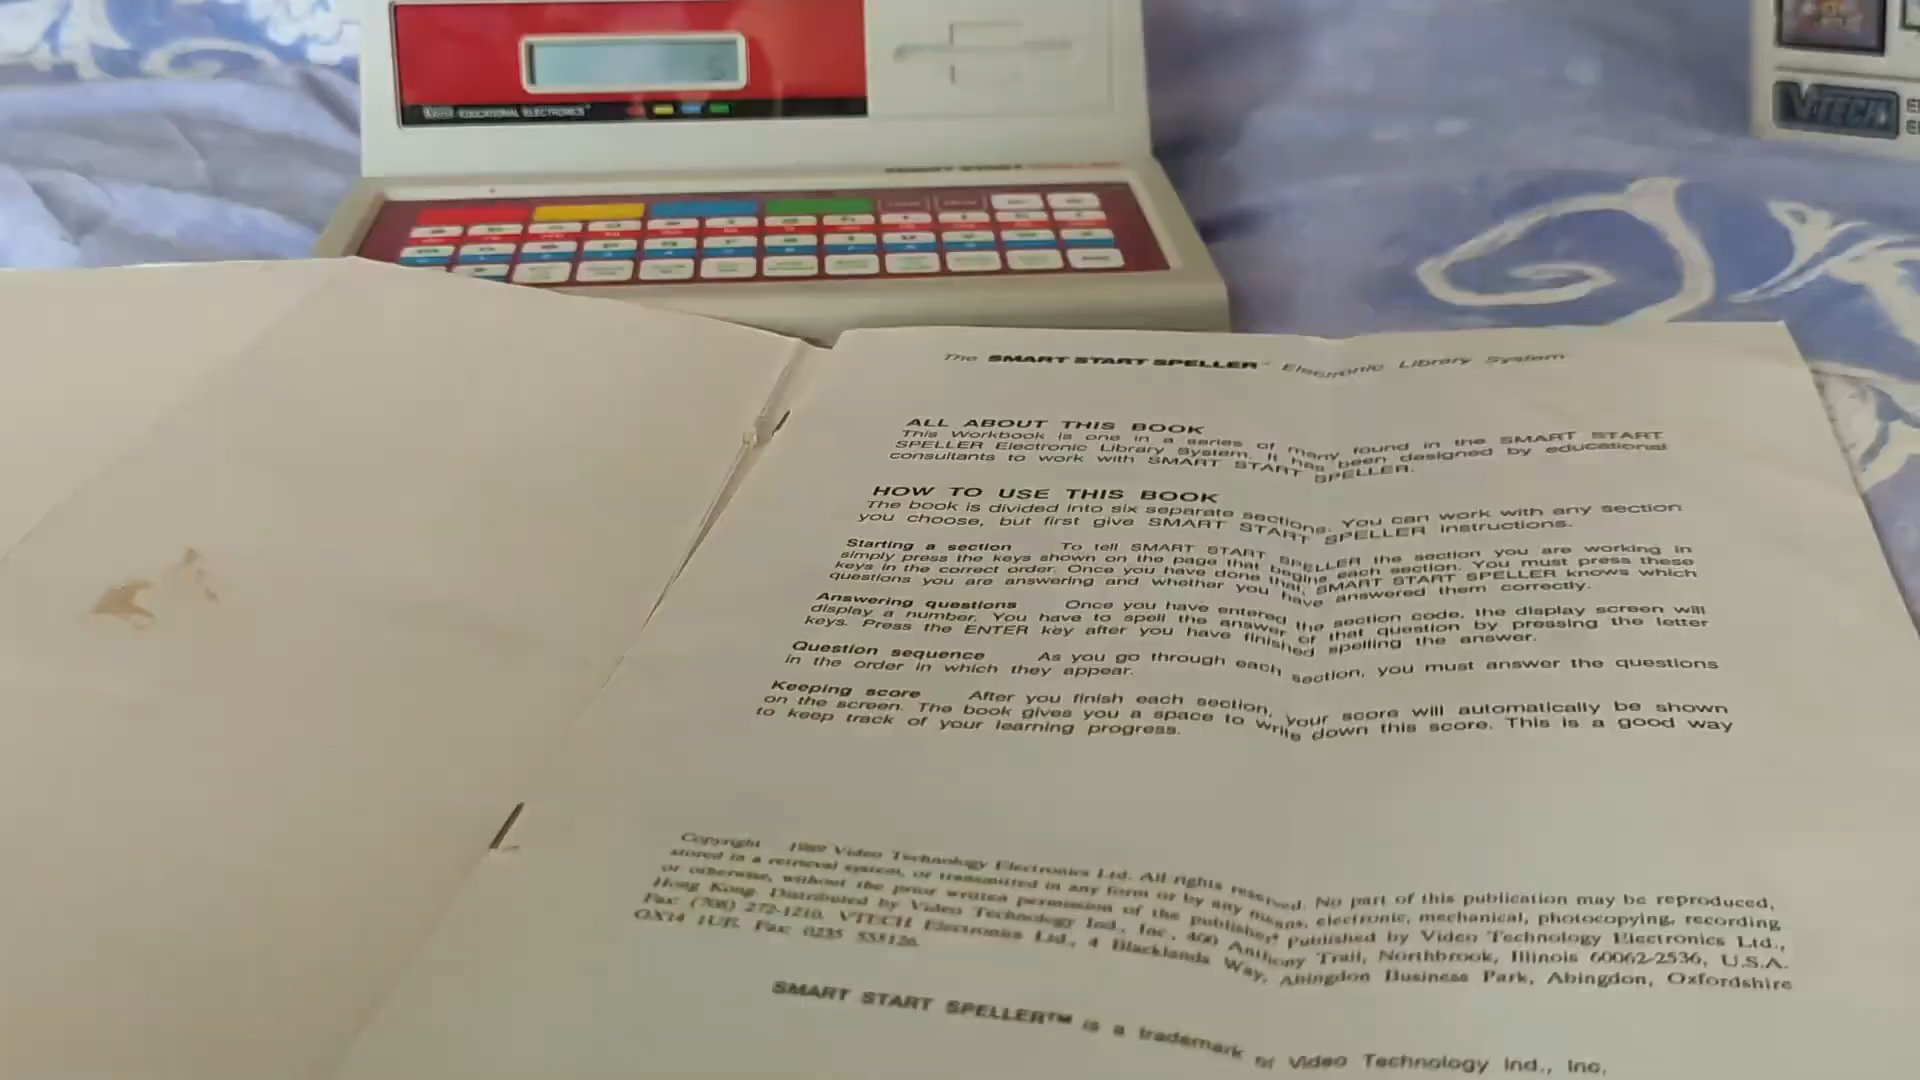 EDUCATIONAL ELECTRONICS
VTECH
The SMART START SPELLER™ Electronic Library System
ALL ABOUT THIS BOOK
This Workbook is one in a series of many found in the SMART START
SPELLER Electronic Library System. It has been designed by educational
consultants to work with SMART START SPELLER.
HOW TO USE THIS BOOK
The book is divided into six separate sections. You can work with any section
you choose, but first give SMART START SPELLER instructions.
Starting a section To tell SMART START SPELLER the section you are working in
simply press the keys shown on the page that begins each section. You must press these
keys in the correct order. Once you have done that, SMART START SPELLER knows which
questions you are answering and whether you have answered them correctly.
Answering questions Once you have entered the section code, the display screen will
display a number. You have to spell the answer of that question by pressing the letter
keys. Press the ENTER key after you have finished spelling the answer.
Question sequence As you go through each section, you must answer the questions
in the order in which they appear.
Keeping score After you finish each section, your score will automatically be shown
on the screen. The book gives you a space to write down this score. This is a good way
to keep track of your learning progress.
Copyright 1989 Video Technology Electronics Ltd. All rights reserved. No part of this publication may be reproduced,
stored in a retrieval system, or transmitted in any form or by any means, electronic, mechanical, photocopying, recording
or otherwise, without the prior written permission of the publisher. Published by Video Technology Electronics Ltd.,
Hong Kong. Distributed by Video Technology Ind., Inc., 400 Anthony Trail, Northbrook, Illinois 60062-2536, U.S.A.
Fax: (708) 272-1210. VTECH Electronics Ltd., 4 Blacklands Way, Abingdon Business Park, Abingdon, Oxfordshire
OX14 1UP. Fax: 0235 555126.
SMART START SPELLER™ is a trademark of Video Technology Ind., Inc.